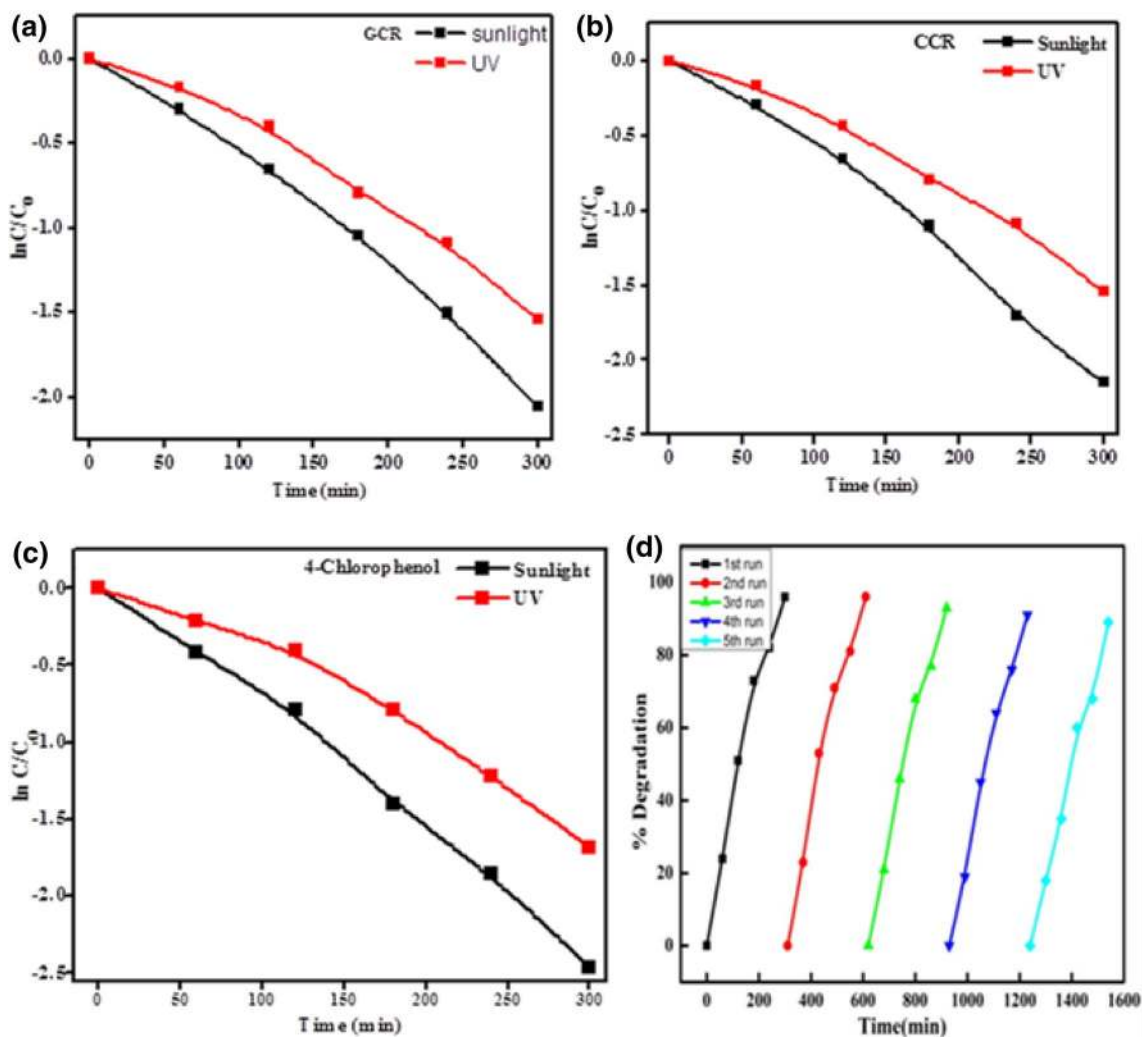 (a)
GCR
sunlight
UV
0.0
-0.5
-1.0
-1.5
-2.0
lnC/C₀
0 50 100 150 200 250 300
Time (min)
(b)
CCR
Sunlight
UV
0.0
-0.5
-1.0
-1.5
-2.0
-2.5
lnC/C₀
0 50 100 150 200 250 300
Time (min)
(c)
4-Chlorophenol
Sunlight
UV
0.0
-0.5
-1.0
-1.5
-2.0
-2.5
ln C/C₀
0 50 100 150 200 250 300
Time (min)
(d)
1st run
2nd run
3rd run
4th run
5th run
100
80
60
40
20
0
% Degradation
0 200 400 600 800 1000 1200 1400 1600
Time(min)